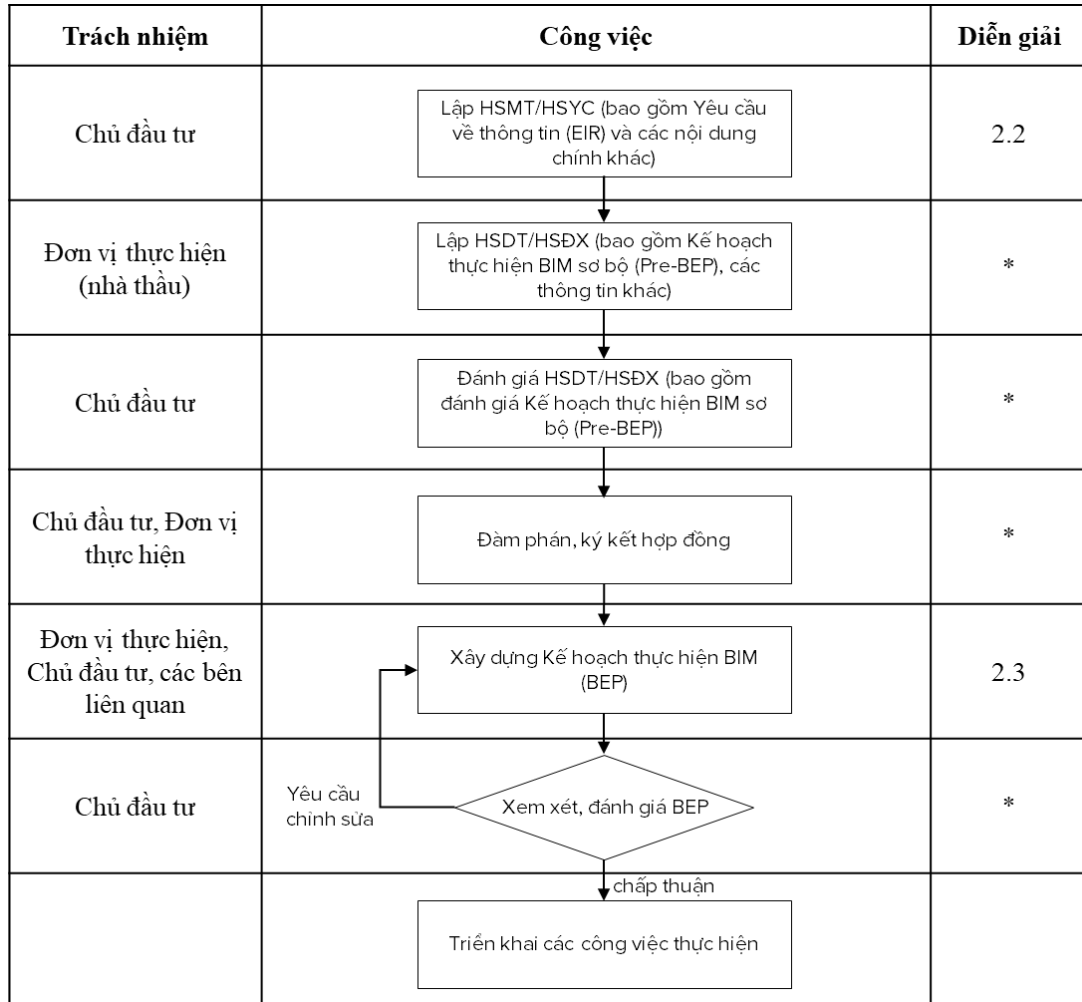 Trách nhiệm
Công việc
Diễn giải
Chủ đầu tư
Lập HSMT/HSYC (bao gồm Yêu cầu
về thông tin (EIR) và các nội dung
chính khác)
2.2
Đơn vị thực hiện
(nhà thầu)
Lập HSDT/HSĐX (bao gồm Kế hoạch
thực hiện BIM sơ bộ (Pre-BEP), các
thông tin khác)
*
Chủ đầu tư
Đánh giá HSDT/HSĐX (bao gồm
đánh giá Kế hoạch thực hiện BIM sơ
bộ (Pre-BEP))
*
Chủ đầu tư, Đơn vị
thực hiện
Đàm phán, ký kết hợp đồng
*
Đơn vị thực hiện,
Chủ đầu tư, các bên
liên quan
Xây dựng Kế hoạch thực hiện BIM
(BEP)
2.3
Chủ đầu tư
Yêu cầu
chỉnh sửa
Xem xét, đánh giá BEP
*
chấp thuận
Triển khai các công việc thực hiện